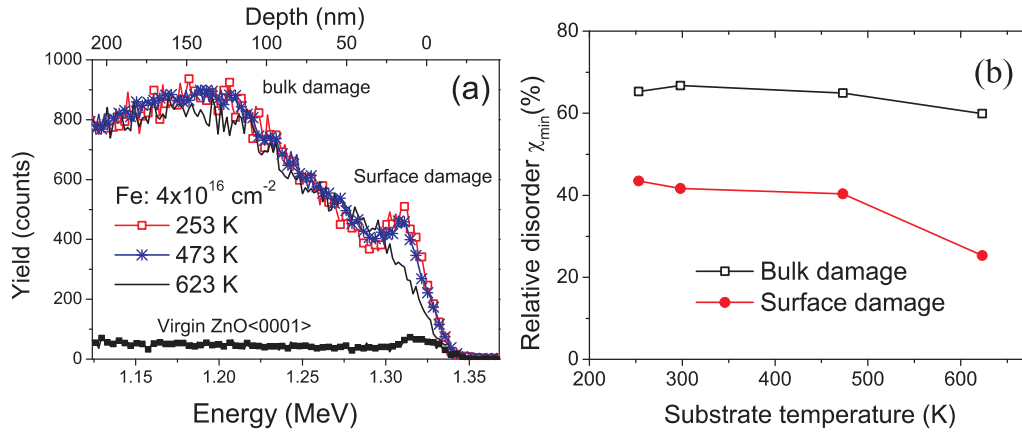 Depth (nm)
200 150 100 50 0
1000
800
600
400
200
0
Yield (counts)
(a)
bulk damage
Surface damage
Fe: 4x10¹⁶ cm⁻²
253 K
473 K
623 K
Virgin ZnO<0001>
1.15 1.20 1.25 1.30 1.35
Energy (MeV)
80
60
40
20
0
Relative disorder χmin(%)
(b)
Bulk damage
Surface damage
200 300 400 500 600
Substrate temperature (K)